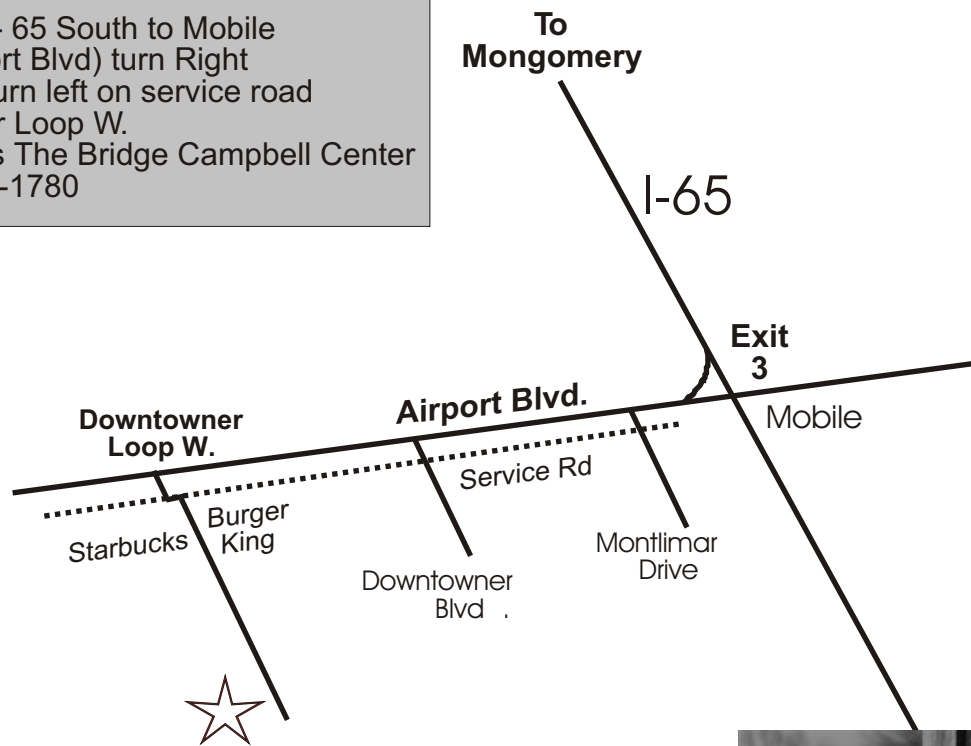 - 65 South to Mobile
ort Blvd) turn Right
urn left on service road
r Loop W.
s The Bridge Campbell Center
-1780
To
Mongomery
I-65
Exit
3
Airport Blvd.
Mobile
Downtowner
Loop W.
Service Rd
Burger
King
Starbucks
Montlimar
Drive
Downtowner
Blvd .